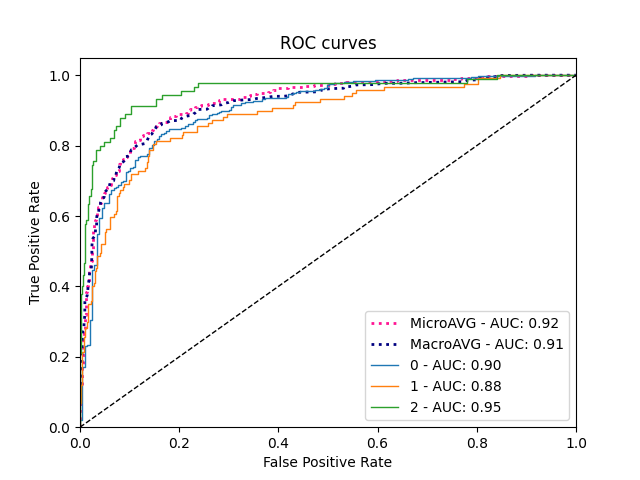 ROC curves
1.0
0.8
0.6
0.4
0.2
0.0
True Positive Rate
MicroAVG - AUC: 0.92
MacroAVG - AUC: 0.91
0 - AUC: 0.90
1 - AUC: 0.88
2 - AUC: 0.95
0.0 0.2 0.4 0.6 0.8 1.0
False Positive Rate